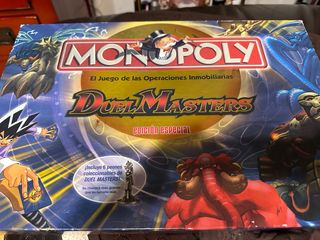 MONOPOLY
El Juego de las Operaciones Inmobiliarias
DUEL MASTERS
EDICIÓN ESPECIAL
¡Incluye 6 peones
coleccionables de
DUEL MASTERS!